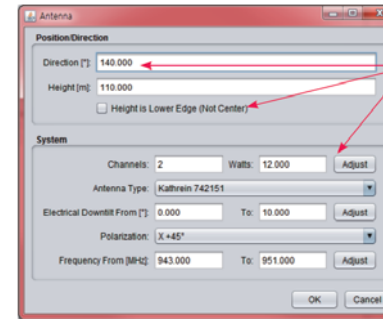 Antenna
Position/Direction
Direction [°]: 140.000
Height [m]: 110.000
Height is Lower Edge (Not Center)
System
Channels: 2 Watts: 12.000 Adjust
Antenna Type: Kathrein 742151
Electrical Downtilt From [°]: 0.000 To: 10.000 Adjust
Polarization: X +45°
Frequency From [MHz]: 943.000 To: 951.000 Adjust
OK Cancel